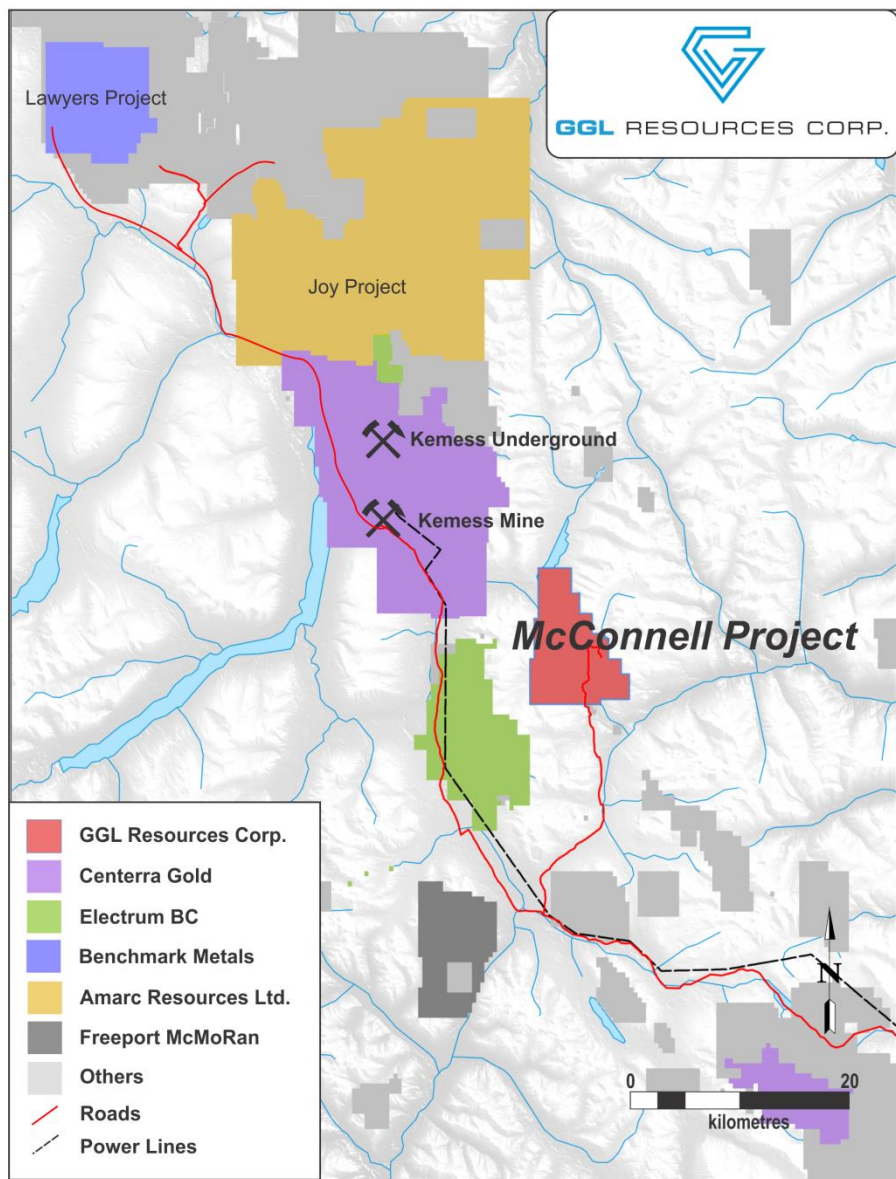 Lawyers Project
GGL RESOURCES CORP.
Joy Project
Kemess Underground
Kemess Mine
McConnell Project
GGL Resources Corp.
Centerra Gold
Electrum BC
Benchmark Metals
Amarc Resources Ltd.
Freeport McMoRan
Others
Roads
Power Lines
N
0 20
kilometres